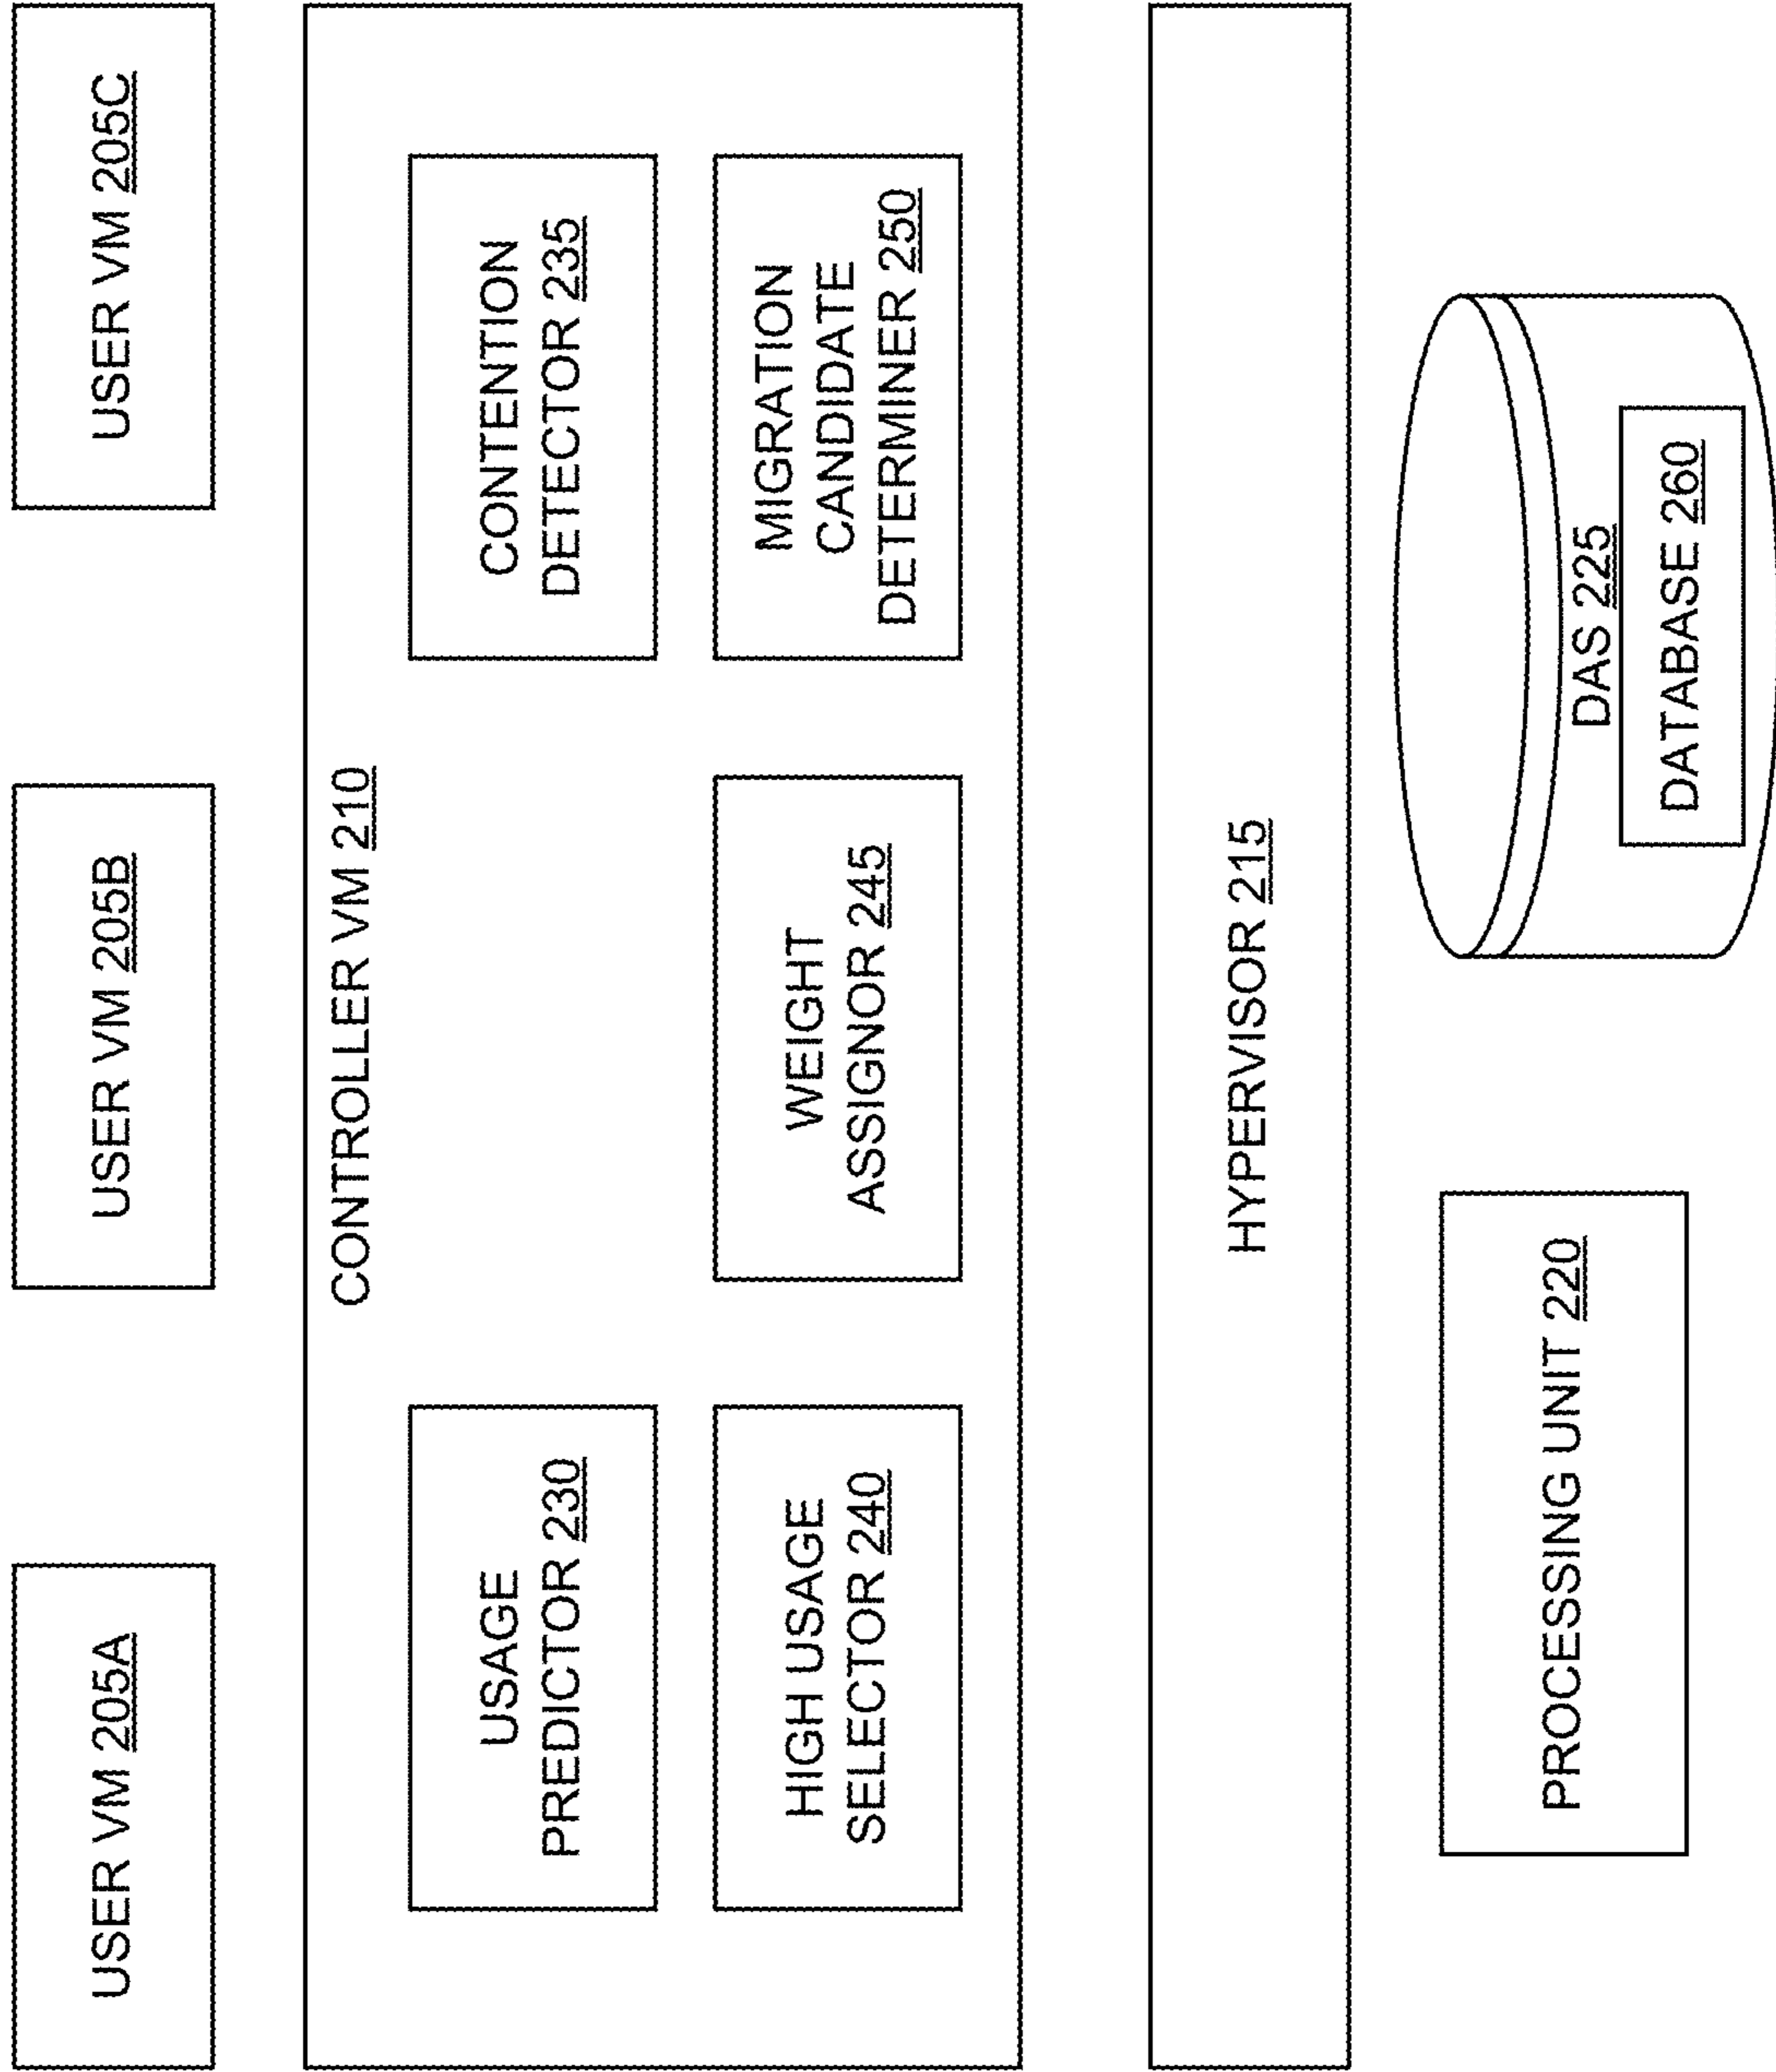 USER VM 205A
USER VM 205B
USER VM 205C
CONTROLLER VM 210
USAGE
PREDICTOR 230
CONTENTION
DETECTOR 235
HIGH USAGE
SELECTOR 240
WEIGHT
ASSIGNOR 245
MIGRATION
CANDIDATE
DETERMINER 250
HYPERVISOR 215
PROCESSING UNIT 220
DAS 225
DATABASE 260